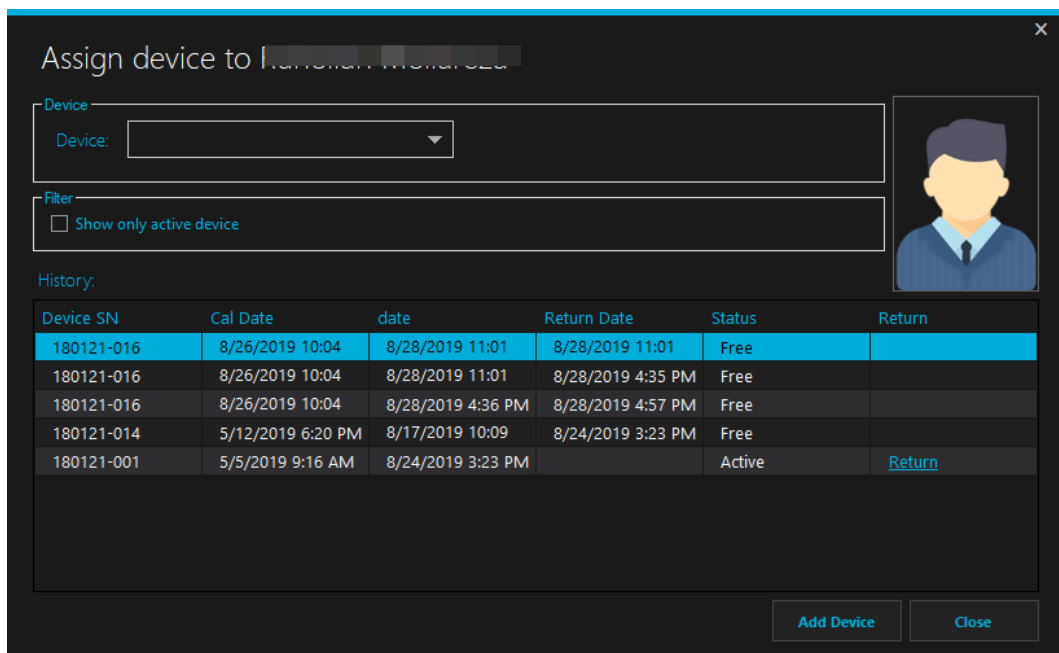 Assign device to
Device
Device:
Filter
Show only active device
History:
Device SN Cal Date date Return Date Status Return
180121-016 8/26/2019 10:04 8/28/2019 11:01 8/28/2019 11:01 Free
180121-016 8/26/2019 10:04 8/28/2019 11:01 8/28/2019 4:35 PM Free
180121-016 8/26/2019 10:04 8/28/2019 4:36 PM 8/28/2019 4:57 PM Free
180121-014 5/12/2019 6:20 PM 8/17/2019 10:09 8/24/2019 3:23 PM Free
180121-001 5/5/2019 9:16 AM 8/24/2019 3:23 PM Active Return
Add Device Close